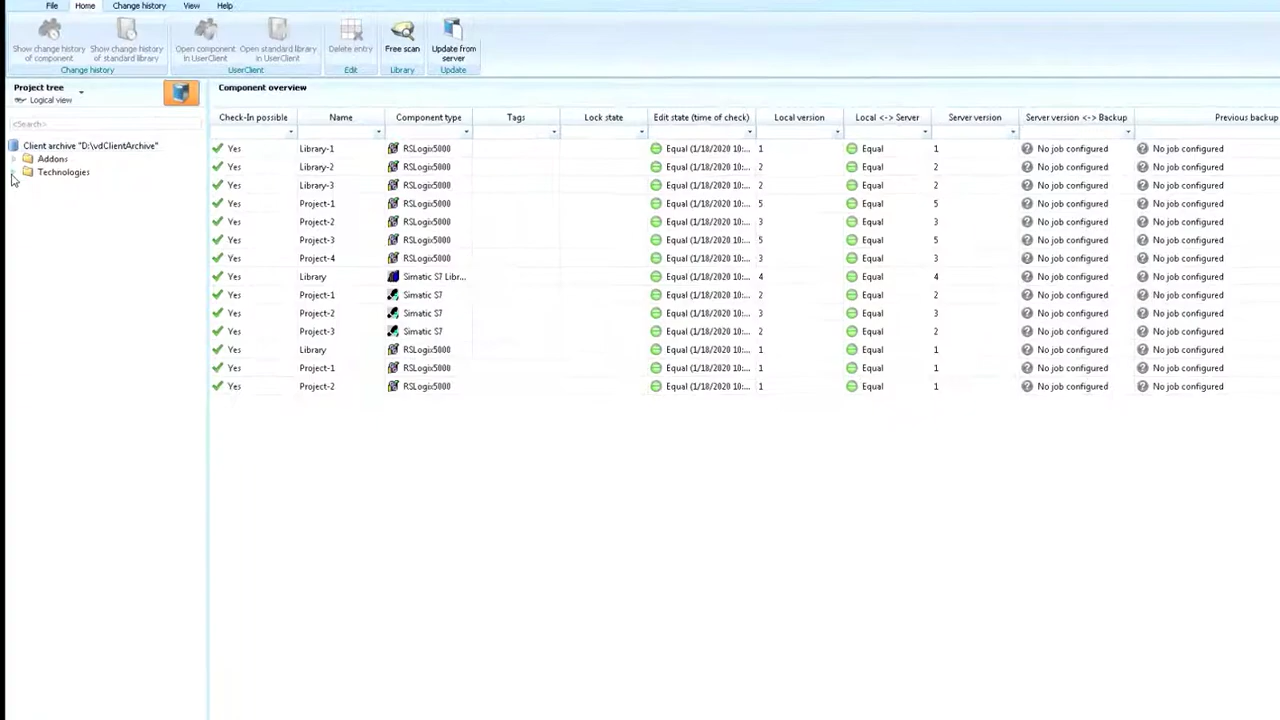 File Home Change history View Help
Show change history of component
Show change history of standard library
Open component in UserClient
Open standard library in UserClient
Delete entry
Free scan
Update from server
Change history UserClient Edit Library Update
Project tree
Logical view
<Search>
Client archive "D:\vdClientArchive"
Addons
Technologies
Component overview
Check-In possible Name Component type Tags Lock state Edit state (time of check) Local version Local <-> Server Server version Server version <-> Backup Previous backup
Yes Library-1 RSLogix5000 Equal (1/18/2020 10:... 1 Equal 1 No job configured No job configured
Yes Library-2 RSLogix5000 Equal (1/18/2020 10:... 2 Equal 2 No job configured No job configured
Yes Library-3 RSLogix5000 Equal (1/18/2020 10:... 2 Equal 2 No job configured No job configured
Yes Project-1 RSLogix5000 Equal (1/18/2020 10:... 5 Equal 5 No job configured No job configured
Yes Project-2 RSLogix5000 Equal (1/18/2020 10:... 3 Equal 3 No job configured No job configured
Yes Project-3 RSLogix5000 Equal (1/18/2020 10:... 5 Equal 5 No job configured No job configured
Yes Project-4 RSLogix5000 Equal (1/18/2020 10:... 3 Equal 3 No job configured No job configured
Yes Library Simatic S7 Libr... Equal (1/18/2020 10:... 4 Equal 4 No job configured No job configured
Yes Project-1 Simatic S7 Equal (1/18/2020 10:... 2 Equal 2 No job configured No job configured
Yes Project-2 Simatic S7 Equal (1/18/2020 10:... 3 Equal 3 No job configured No job configured
Yes Project-3 Simatic S7 Equal (1/18/2020 10:... 2 Equal 2 No job configured No job configured
Yes Library RSLogix5000 Equal (1/18/2020 10:... 1 Equal 1 No job configured No job configured
Yes Project-1 RSLogix5000 Equal (1/18/2020 10:... 1 Equal 1 No job configured No job configured
Yes Project-2 RSLogix5000 Equal (1/18/2020 10:... 1 Equal 1 No job configured No job configured